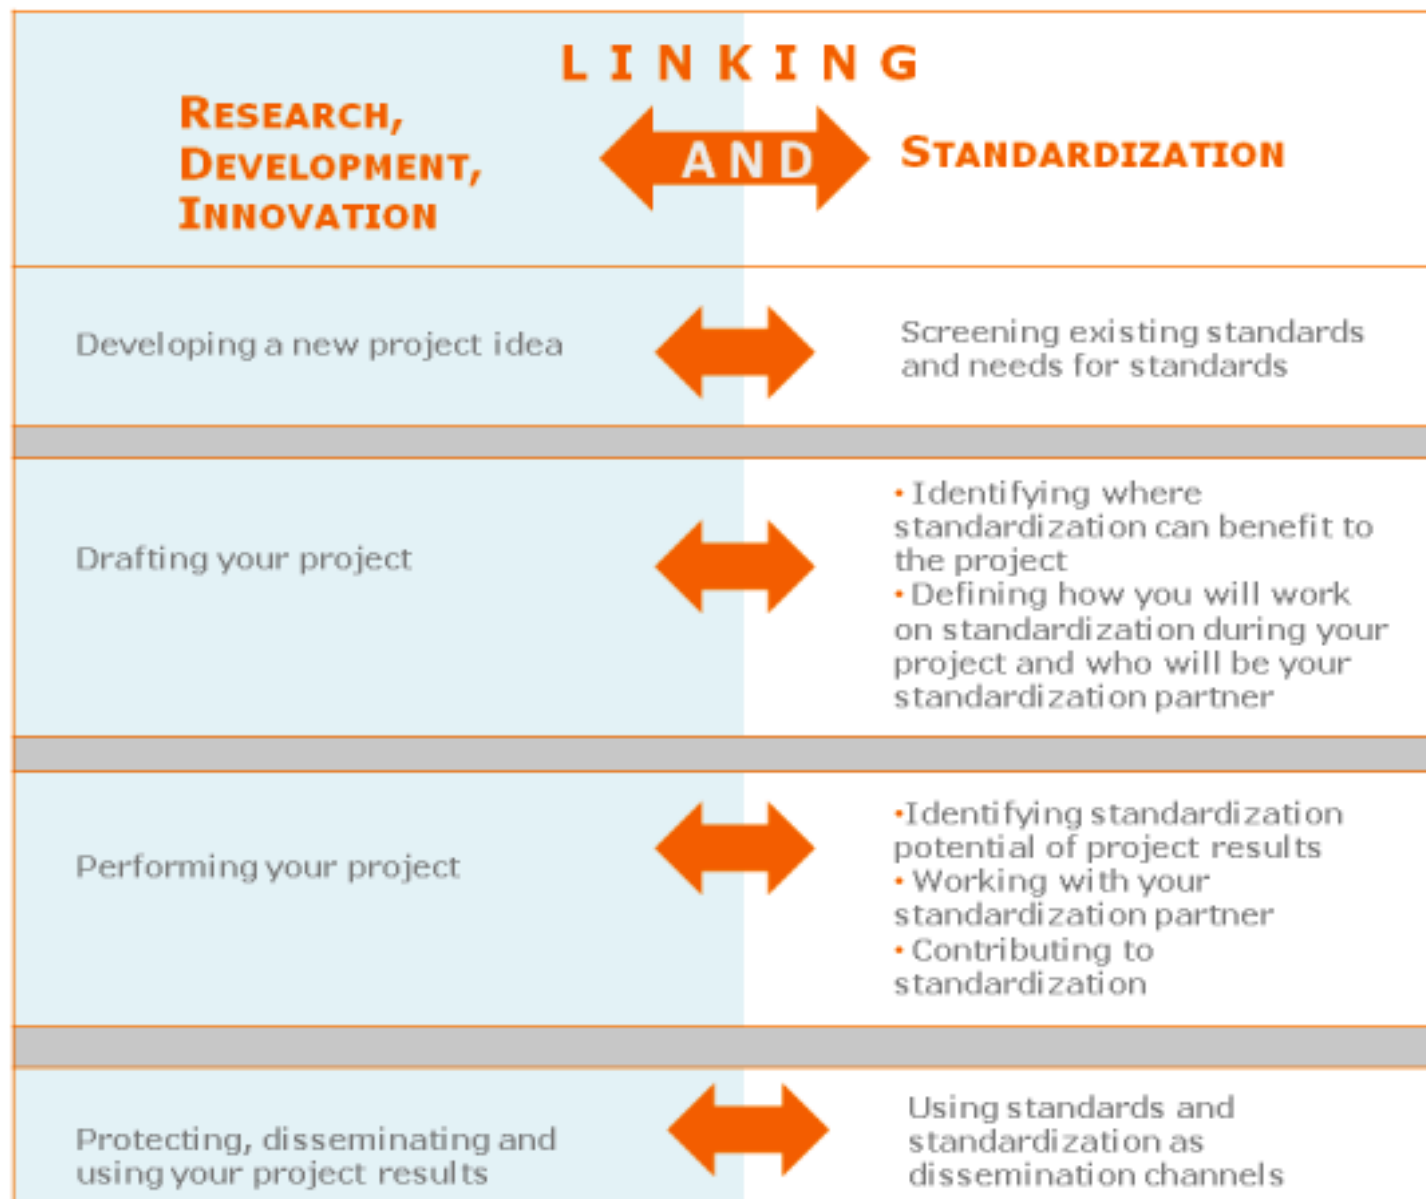 LINKING
RESEARCH,
DEVELOPMENT,
INNOVATION
AND
STANDARDIZATION
Developing a new project idea
Screening existing standards
and needs for standards
Drafting your project
• Identifying where
standardization can benefit to
the project
• Defining how you will work
on standardization during your
project and who will be your
standardization partner
Performing your project
•Identifying standardization
potential of project results
• Working with your
standardization partner
• Contributing to
standardization
Protecting, disseminating and
using your project results
Using standards and
standardization as
dissemination channels